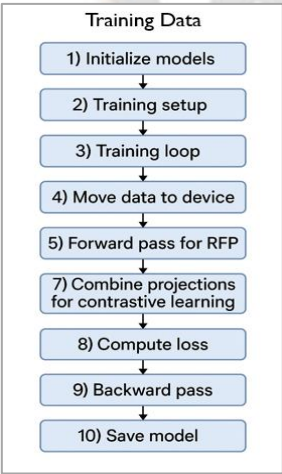 Training Data
1) Initialize models
2) Training setup
3) Training loop
4) Move data to device
5) Forward pass for RFP
7) Combine projections
for contrastive learning
8) Compute loss
9) Backward pass
10) Save model